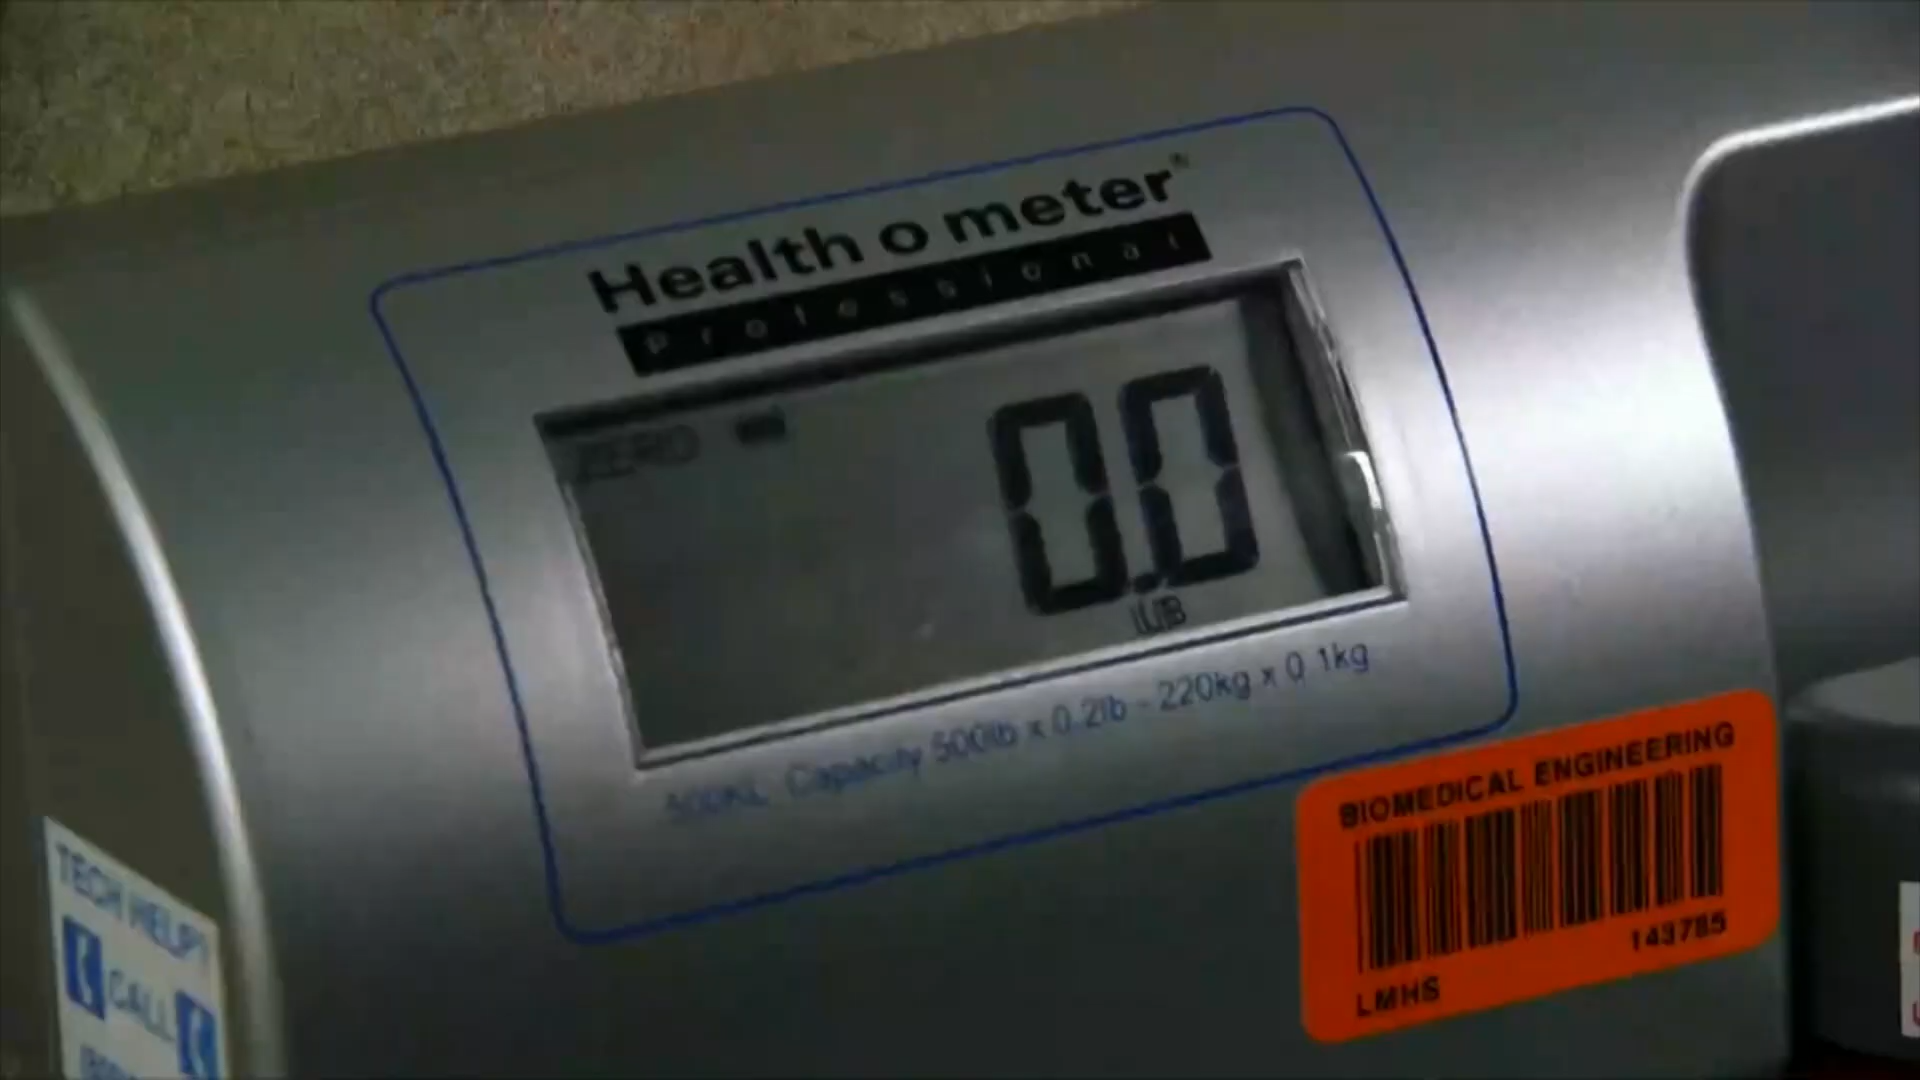 Health o meter®
Professional
ZERO
0.0
LB
500KL Capacity 500lb x 0.2lb - 220kg x 0.1kg
BIOMEDICAL ENGINEERING
143785
LMHS
TECH HELP?
CALL